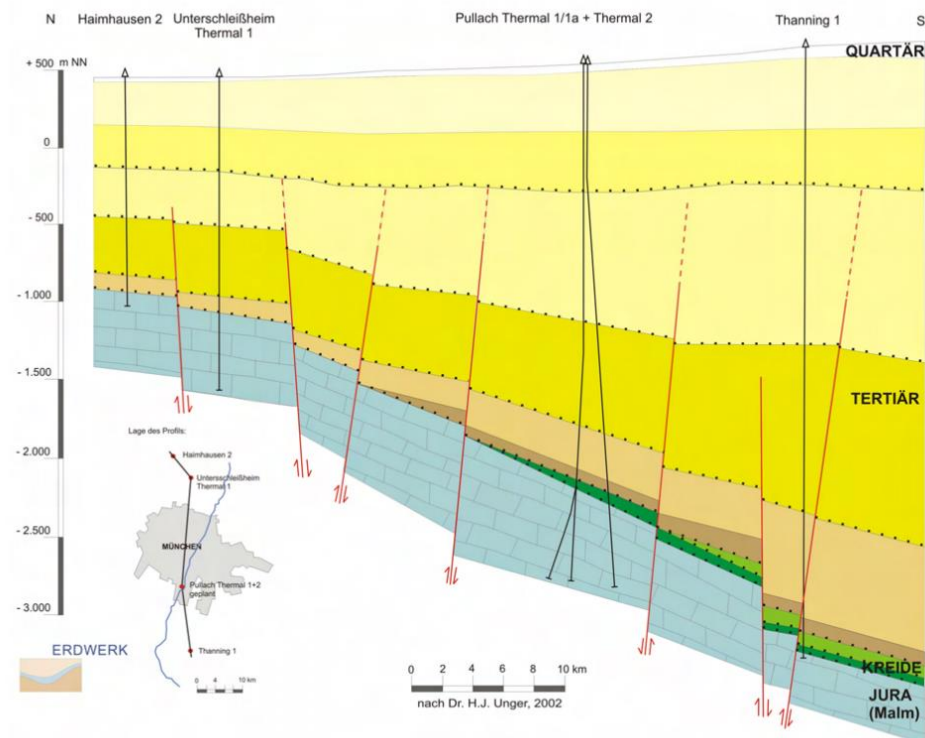 N
Haimhausen 2
Unterschleißheim
Thermal 1
Pullach Thermal 1/1a + Thermal 2
Thanning 1
S
QUARTÄR
+ 500 m NN
0
- 500
- 1.000
- 1.500
- 2.000
- 2.500
- 3.000
TERTIÄR
KREIDE
JURA
(Malm)
Lage des Profils:
Haimhausen 2
Untersschleißheim
Thermal 1
MÜNCHEN
Pullach Thermal 1+2
geplant
Thanning 1
0 4 10 km
ERDWERK
0 2 4 6 8 10 km
nach Dr. H.J. Unger, 2002